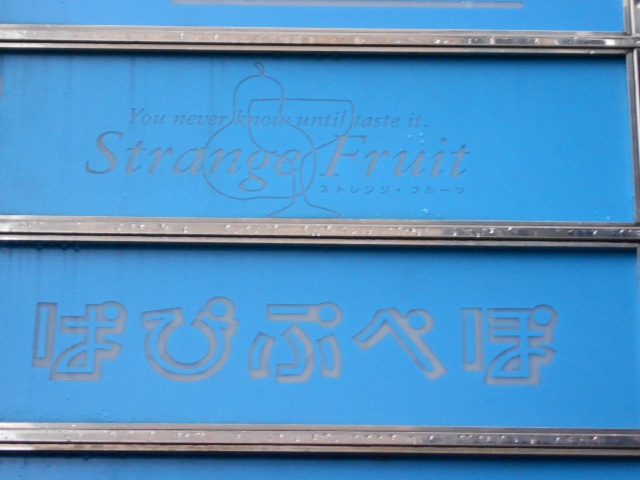 You never know until taste it.
Strange Fruit
ストレンジ・フルーツ
ぱぴぷぺぽ